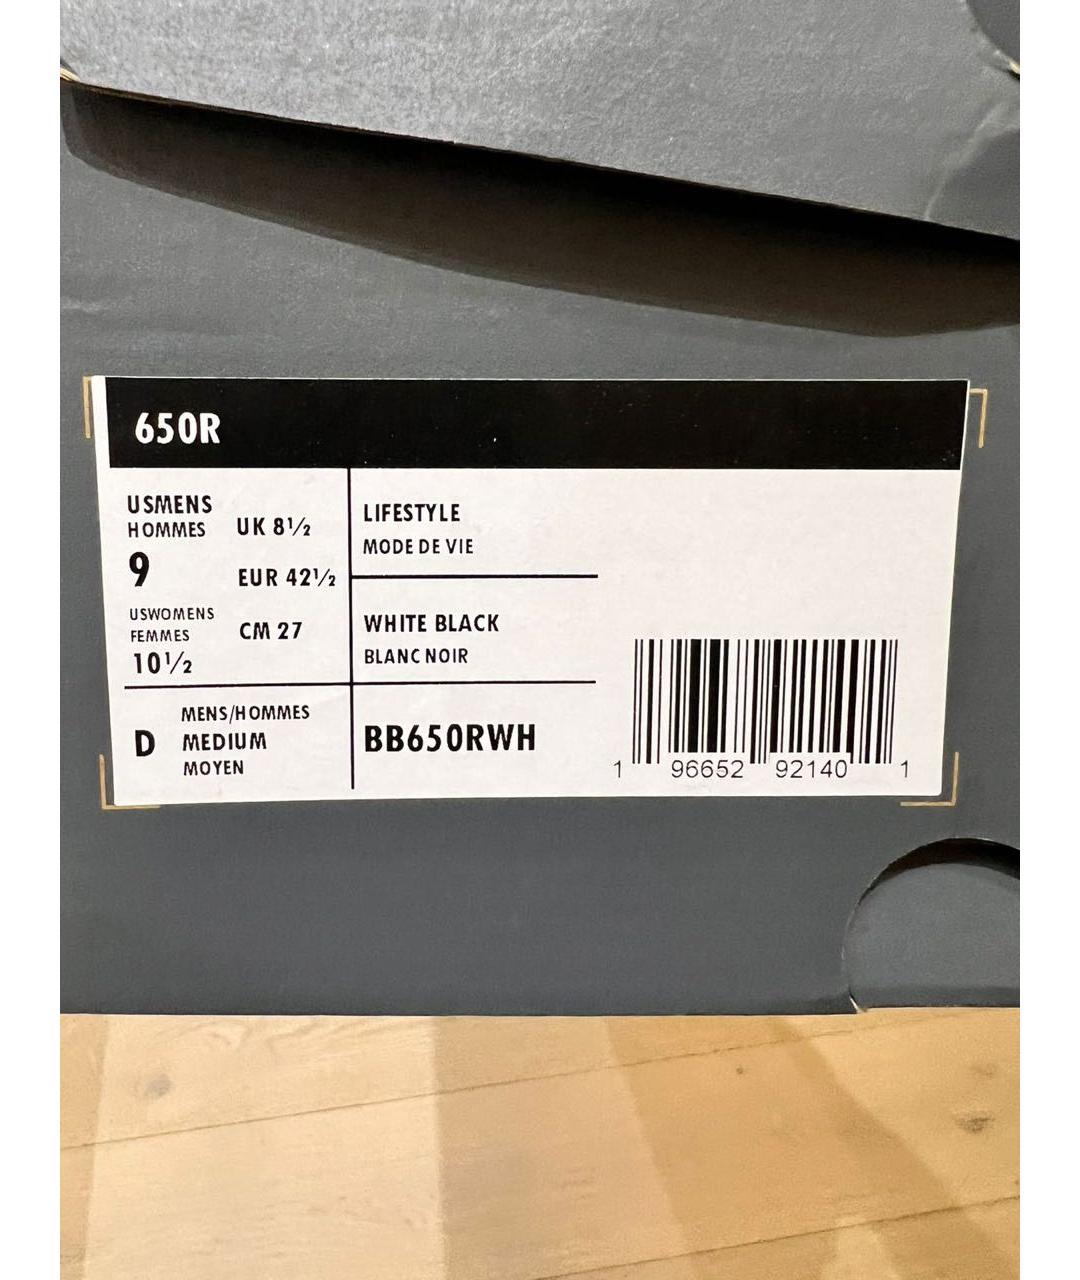 650R
USMENS
HOMMES
9
USWOMENS
FEMMES
10½
UK 8½
EUR 42½
CM 27
D
MENS/HOMMES
MEDIUM
MOYEN
LIFESTYLE
MODE DE VIE
WHITE BLACK
BLANC NOIR
BB650RWH
1 96652 92140 1